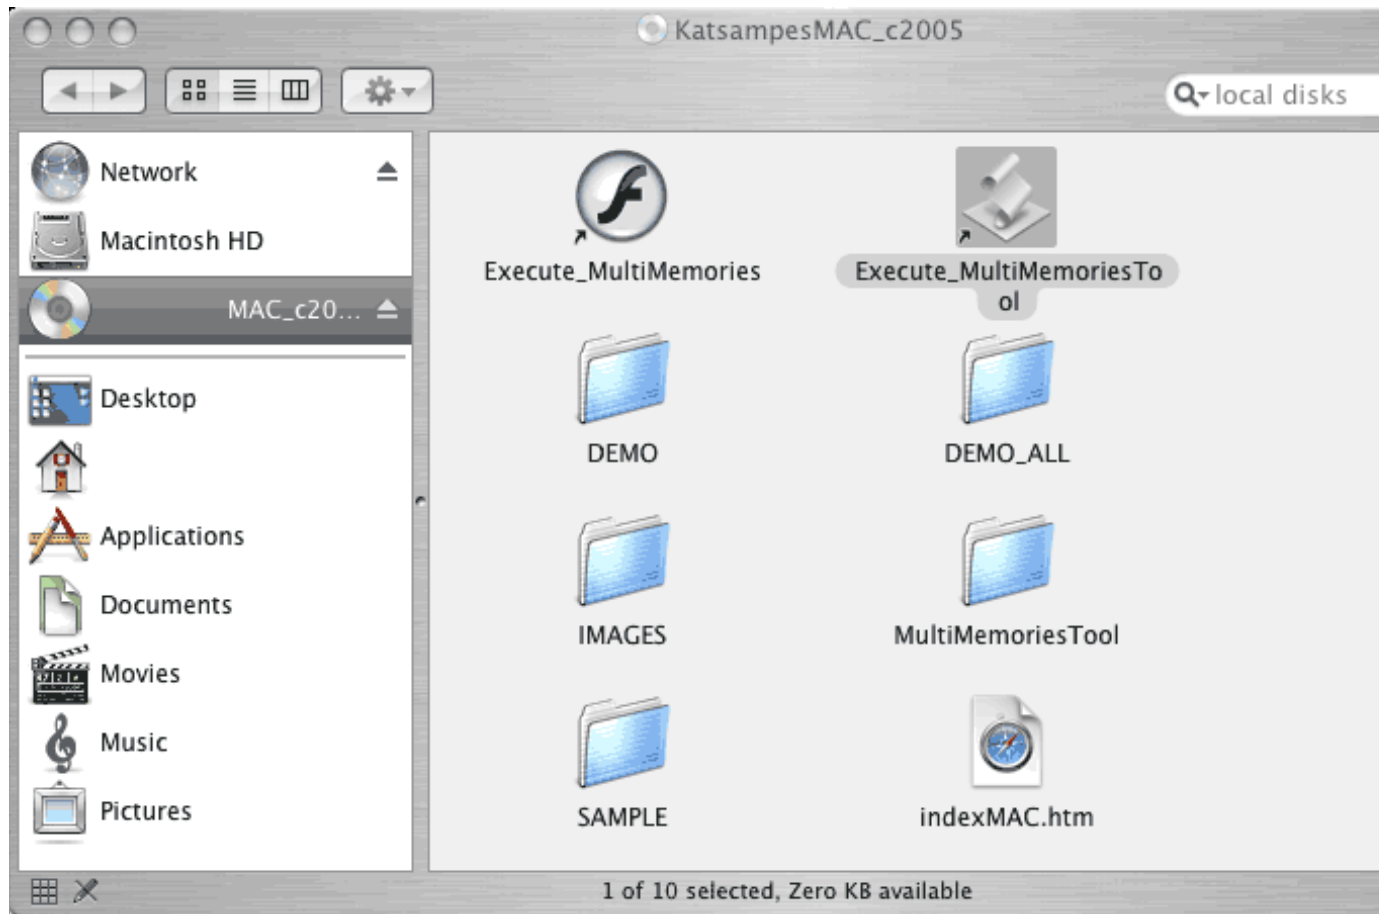 KatsampesMAC_c2005
local disks
Network
Macintosh HD
MAC_c20...
Desktop
Applications
Documents
Movies
Music
Pictures
Execute_MultiMemories
Execute_MultiMemoriesTo
ol
DEMO
DEMO_ALL
IMAGES
MultiMemoriesTool
SAMPLE
indexMAC.htm
1 of 10 selected, Zero KB available